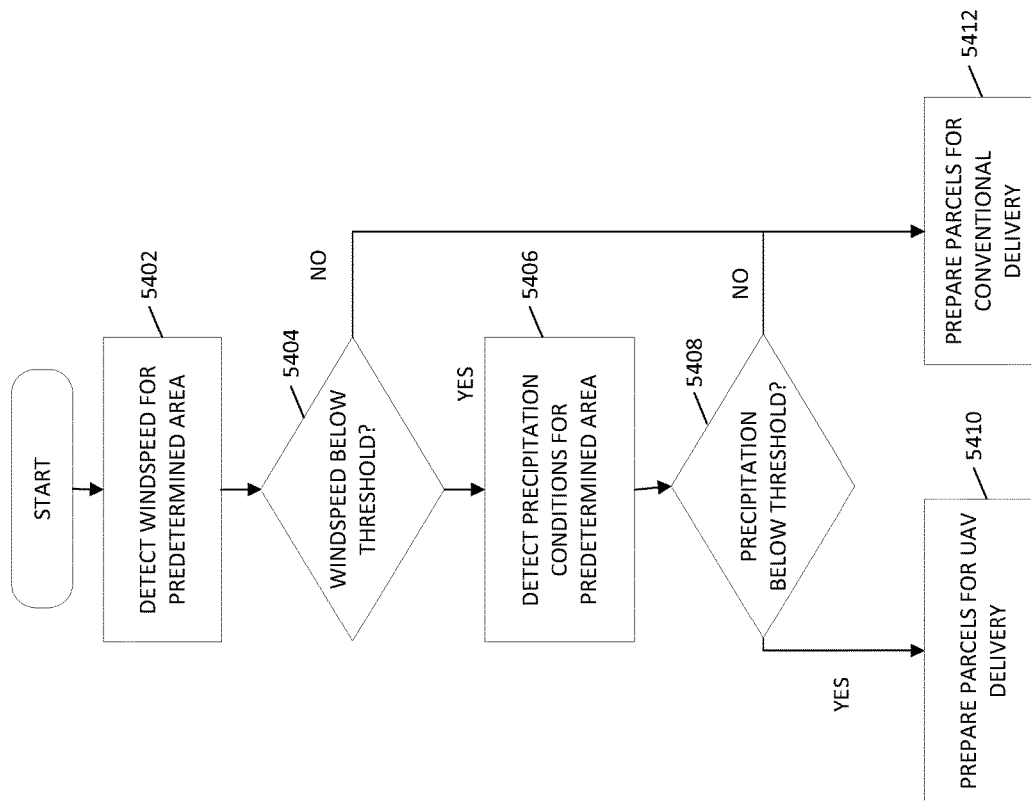 START
DETECT WINDSPEED FOR
PREDETERMINED AREA
5402
WINDSPEED BELOW
THRESHOLD?
5404
NO
YES
DETECT PRECIPITATION
CONDITIONS FOR
PREDETERMINED AREA
5406
PRECIPITATION
BELOW THRESHOLD?
5408
NO
YES
PREPARE PARCELS FOR UAV
DELIVERY
5410
PREPARE PARCELS FOR
CONVENTIONAL
DELIVERY
5412